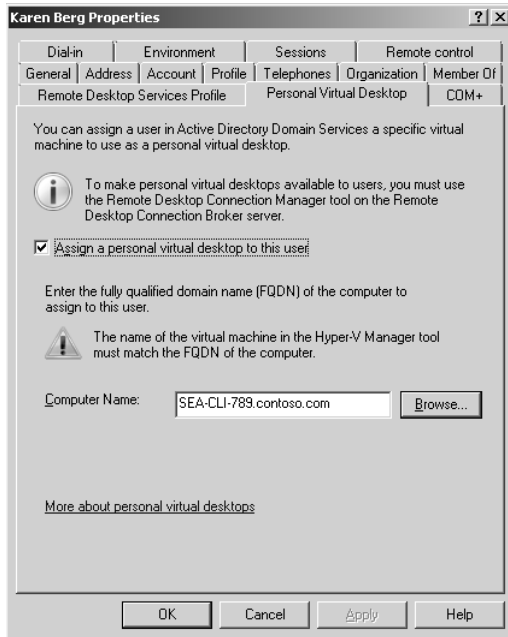 Karen Berg Properties
Dial-in Environment Sessions Remote control
General Address Account Profile Telephones Organization Member Of
Remote Desktop Services Profile Personal Virtual Desktop COM+
You can assign a user in Active Directory Domain Services a specific virtual
machine to use as a personal virtual desktop.
To make personal virtual desktops available to users, you must use
the Remote Desktop Connection Manager tool on the Remote
Desktop Connection Broker server.
Assign a personal virtual desktop to this user
Enter the fully qualified domain name (FQDN) of the computer to
assign to this user.
The name of the virtual machine in the Hyper-V Manager tool
must match the FQDN of the computer.
Computer Name: SEA-CLI-789.contoso.com Browse...
More about personal virtual desktops
OK Cancel Apply Help